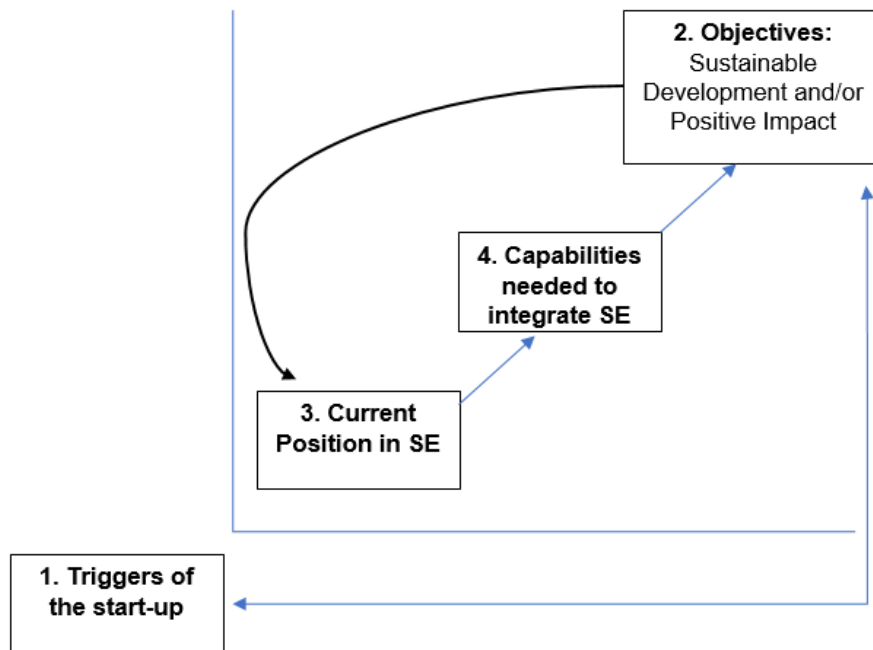 2. Objectives:
Sustainable
Development and/or
Positive Impact
4. Capabilities
needed to
integrate SE
3. Current
Position in SE
1. Triggers of
the start-up